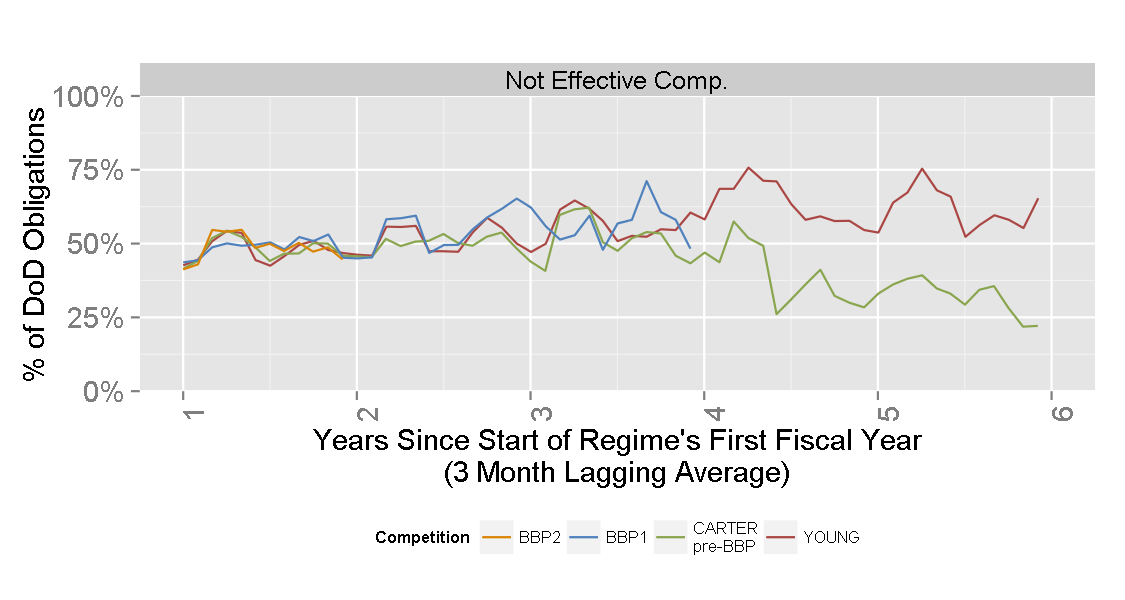 Not Effective Comp.
100%
75%
50%
25%
0%
% of DoD Obligations
1 2 3 4 5 6
Years Since Start of Regime's First Fiscal Year
(3 Month Lagging Average)
Competition BBP2 BBP1 CARTER pre-BBP YOUNG